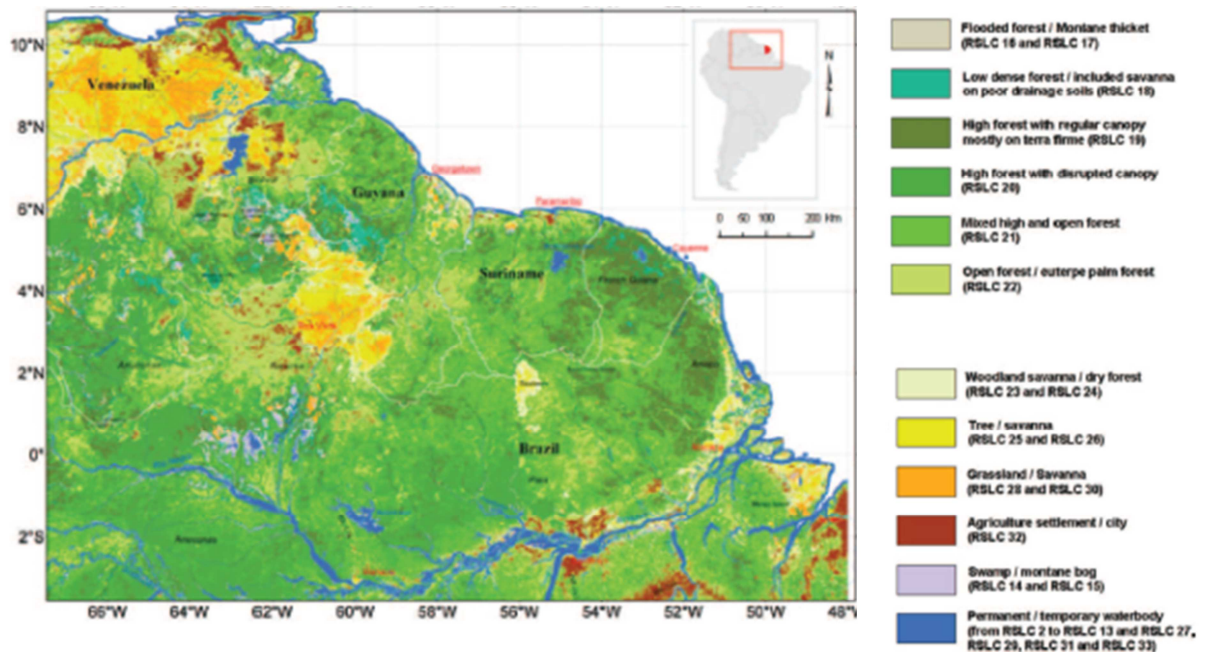 10°N
8°N
6°N
4°N
2°N
0°
2°S
66°W 64°W 62°W 60°W 58°W 56°W 54°W 52°W 50°W 48°W
Venezuela
Guyana
Georgetown
Paramaribo
Cayenne
Suriname
French Guiana
Brazil
Amazonas
N
0 50 100 200 Km
Flooded forest / Montane thicket
(RSLC 16 and RSLC 17)
Low dense forest / included savanna
on poor drainage soils (RSLC 18)
High forest with regular canopy
mostly on terra firme (RSLC 19)
High forest with disrupted canopy
(RSLC 20)
Mixed high and open forest
(RSLC 21)
Open forest / euterpe palm forest
(RSLC 22)
Woodland savanna / dry forest
(RSLC 23 and RSLC 24)
Tree / savanna
(RSLC 25 and RSLC 26)
Grassland / Savanna
(RSLC 28 and RSLC 30)
Agriculture settlement / city
(RSLC 32)
Swamp / montane bog
(RSLC 14 and RSLC 15)
Permanent / temporary waterbody
(from RSLC 2 to RSLC 13 and RSLC 27,
RSLC 29, RSLC 31 and RSLC 33)